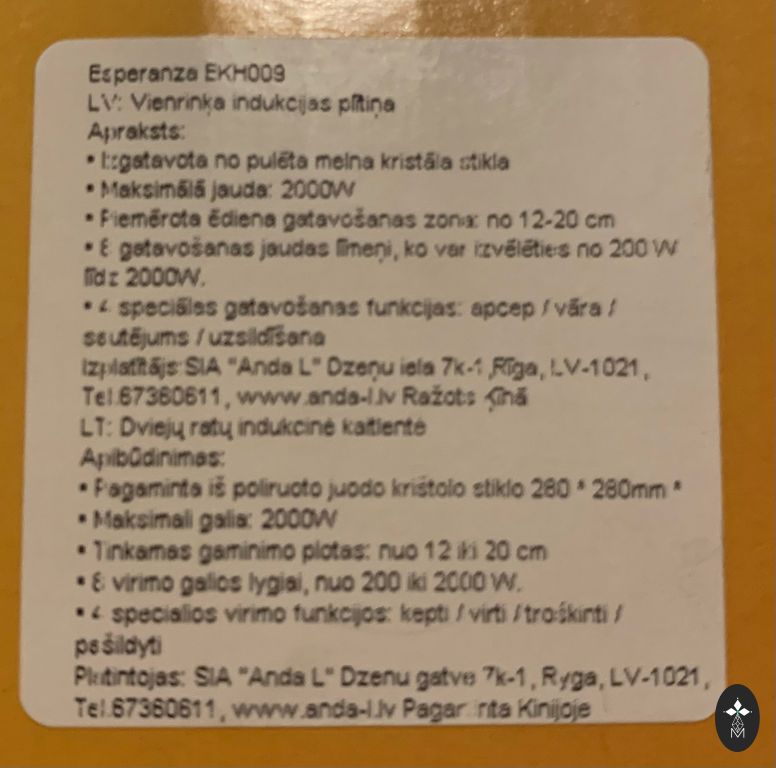 Esperanza EKH009
LV: Vienriņķa indukcijas plītiņa
Apraksts:
• Izgatavota no pulēta melna kristāla stikla
• Maksimālā jauda: 2000W
• Piemērota ēdiena gatavošanas zona: no 12-20 cm
• 8 gatavošanas jaudas līmeņi, ko var izvēlēties no 200 W
līdz 2000W.
• 4 speciālas gatavošanas funkcijas: apcep / vāra /
sautējums / uzsildīšana
Izplatītājs SIA "Anda L" Dzeņu iela 7k-1, Rīga, LV-1021,
Tel.67360611, www.anda-l.lv Ražots Ķīnā
LT: Dviejų ratų indukcinė kaitlentė
Apibūdinimas:
• Pagaminta iš poliruoto juodo krištolo stiklo 280 * 280mm *
• Maksimali galia: 2000W
• Tinkamas gaminimo plotas: nuo 12 iki 20 cm
• 8 virimo galios lygiai, nuo 200 iki 2000 W.
• 4 specialios virimo funkcijos: kepti / virti / troškinti /
pašildyti
Platintojas: SIA "Anda L" Dzenu gatve 7k-1, Ryga, LV-1021,
Tel.67360611, www.anda-l.lv Pagaminta Kinijoje
M